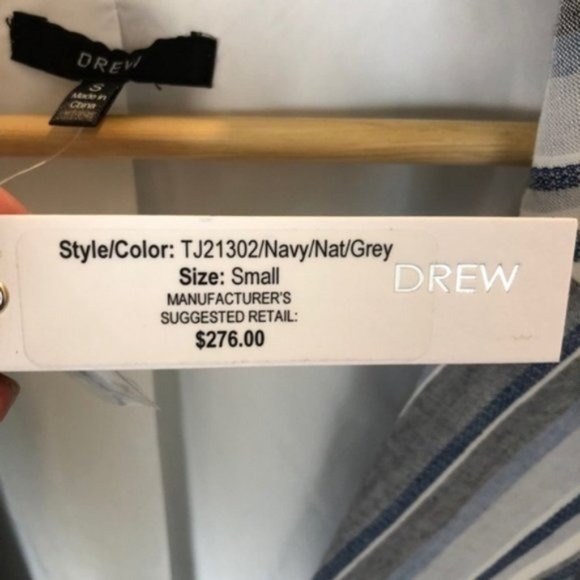 DREW
S
Made in
China
Style/Color: TJ21302/Navy/Nat/Grey
Size: Small
MANUFACTURER'S
SUGGESTED RETAIL:
$276.00
DREW